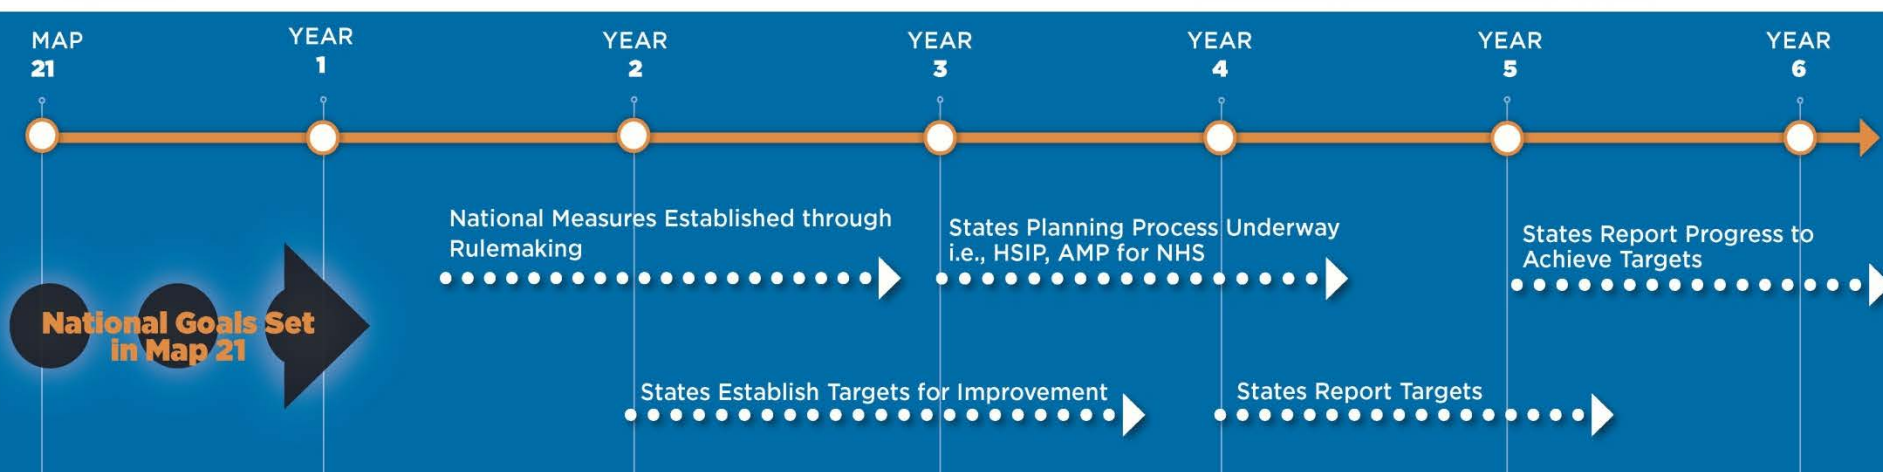 MAP
21
YEAR
1
YEAR
2
YEAR
3
YEAR
4
YEAR
5
YEAR
6
National Goals Set
in Map 21
National Measures Established through
Rulemaking
States Planning Process Underway
i.e., HSIP, AMP for NHS
States Report Progress to
Achieve Targets
States Establish Targets for Improvement
States Report Targets